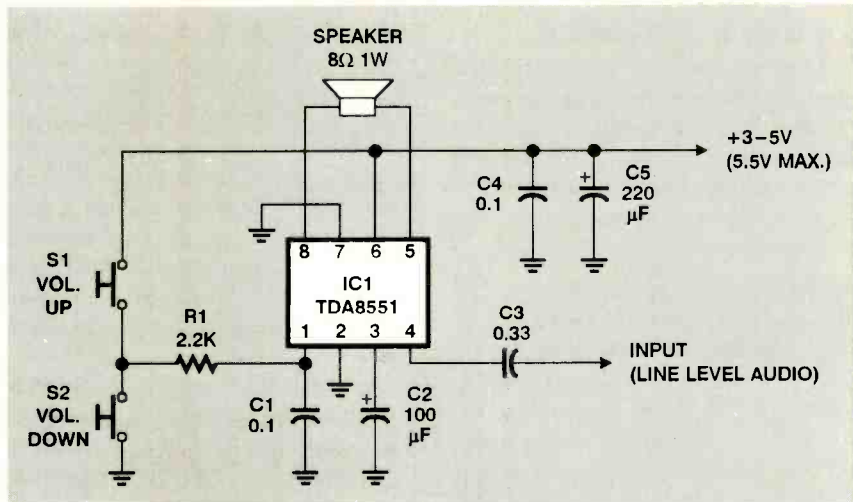 SPEAKER
8Ω 1W
+3–5V
(5.5V MAX.)
C4
0.1
C5
220
μF
+
S1
VOL.
UP
8 7 6 5
IC1
TDA8551
1 2 3 4
R1
2.2K
C3
0.33
INPUT
(LINE LEVEL AUDIO)
S2
VOL.
DOWN
C1
0.1
+
C2
100
μF